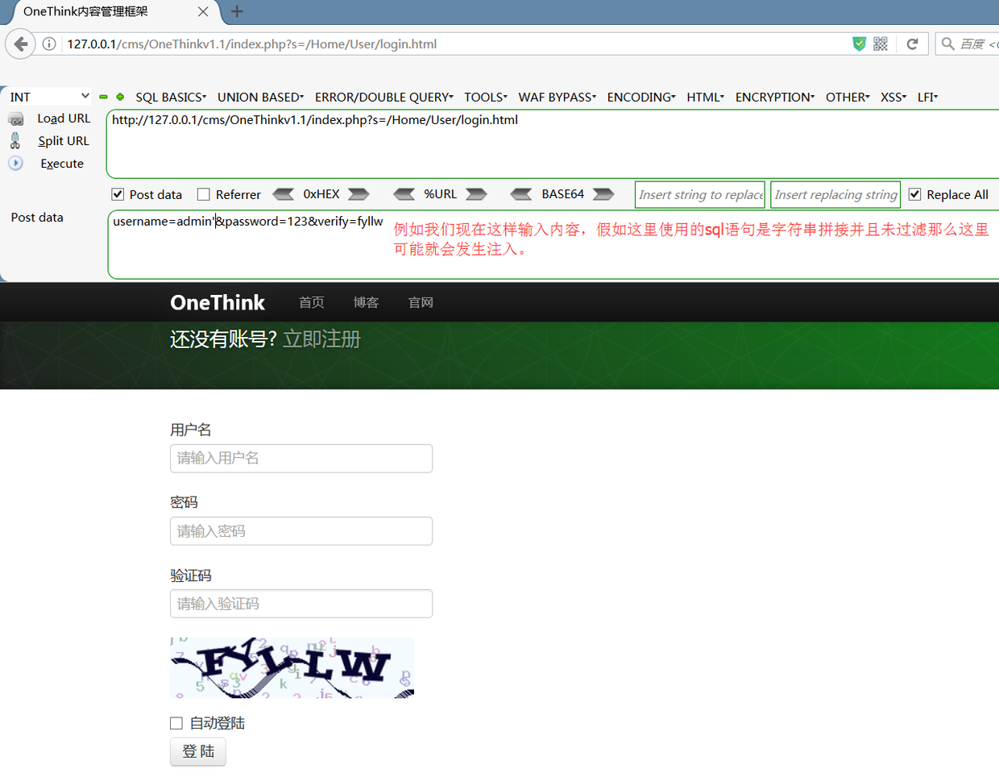 OneThink内容管理框架
127.0.0.1/cms/OneThinkv1.1/index.php?s=/Home/User/login.html
百度 <
INT
SQL BASICS
UNION BASED
ERROR/DOUBLE QUERY
TOOLS
WAF BYPASS
ENCODING
HTML
ENCRYPTION
OTHER
XSS
LFI
Load URL
http://127.0.0.1/cms/OneThinkv1.1/index.php?s=/Home/User/login.html
Split URL
Execute
Post data
Referrer
0xHEX
%URL
BASE64
Insert string to replace
Insert replacing string
Replace All
Post data
username=admin'&password=123&verify=fyllw
例如我们现在这样输入内容，假如这里使用的sql语句是字符串拼接并且未过滤那么这里
可能就会发生注入。
OneThink
首页
博客
官网
还没有账号? 立即注册
用户名
请输入用户名
密码
请输入密码
验证码
请输入验证码
FYLLW
自动登陆
登 陆